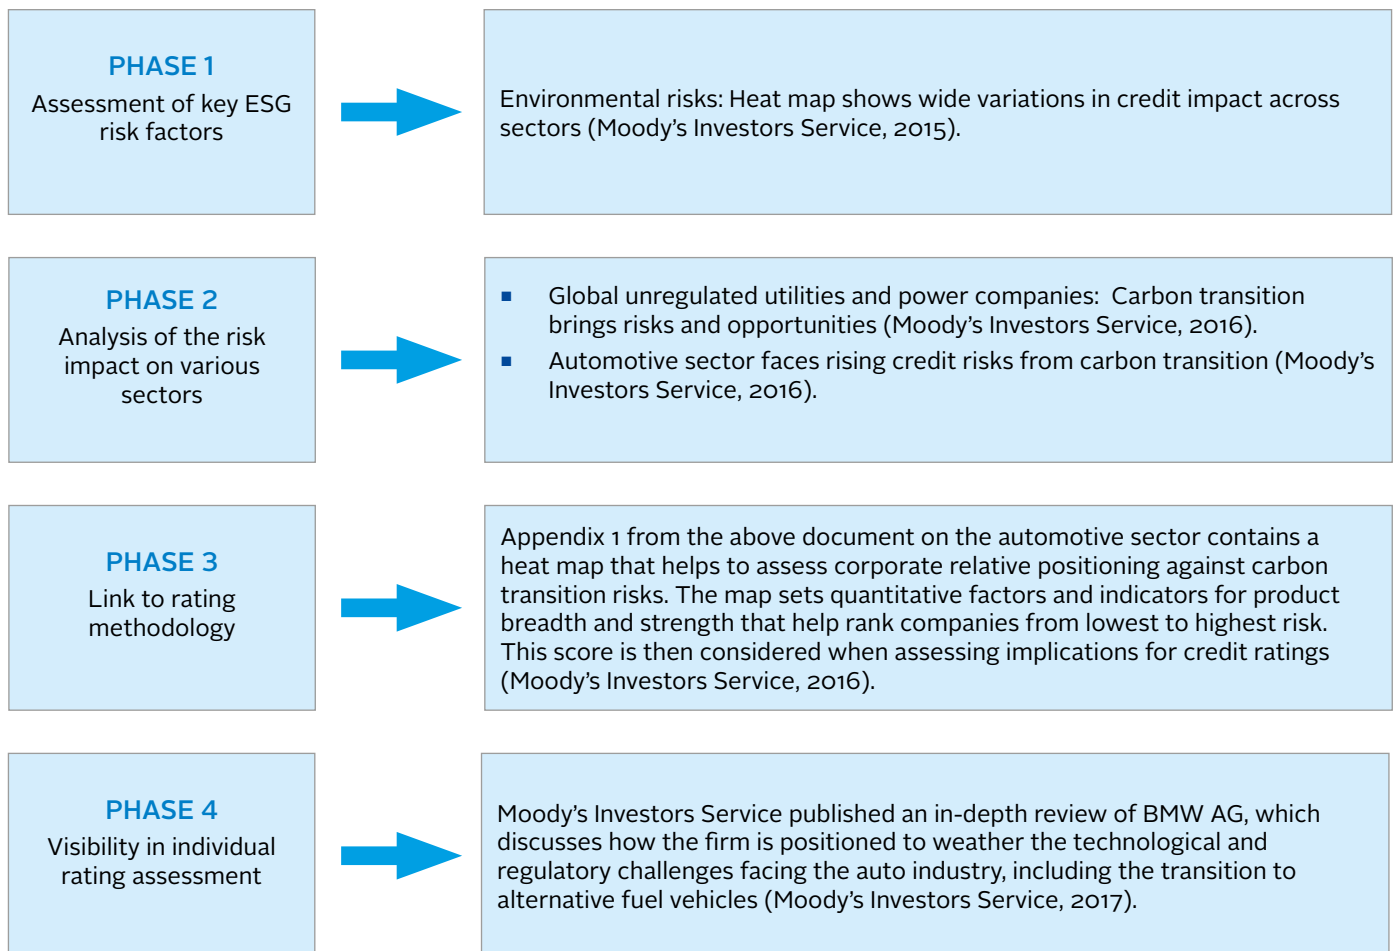 PHASE 1
Assessment of key ESG
risk factors
Environmental risks: Heat map shows wide variations in credit impact across
sectors (Moody’s Investors Service, 2015).
PHASE 2
Analysis of the risk
impact on various
sectors
▪ Global unregulated utilities and power companies: Carbon transition
brings risks and opportunities (Moody’s Investors Service, 2016).
▪ Automotive sector faces rising credit risks from carbon transition (Moody’s
Investors Service, 2016).
PHASE 3
Link to rating
methodology
Appendix 1 from the above document on the automotive sector contains a
heat map that helps to assess corporate relative positioning against carbon
transition risks. The map sets quantitative factors and indicators for product
breadth and strength that help rank companies from lowest to highest risk.
This score is then considered when assessing implications for credit ratings
(Moody’s Investors Service, 2016).
PHASE 4
Visibility in individual
rating assessment
Moody’s Investors Service published an in-depth review of BMW AG, which
discusses how the firm is positioned to weather the technological and
regulatory challenges facing the auto industry, including the transition to
alternative fuel vehicles (Moody’s Investors Service, 2017).